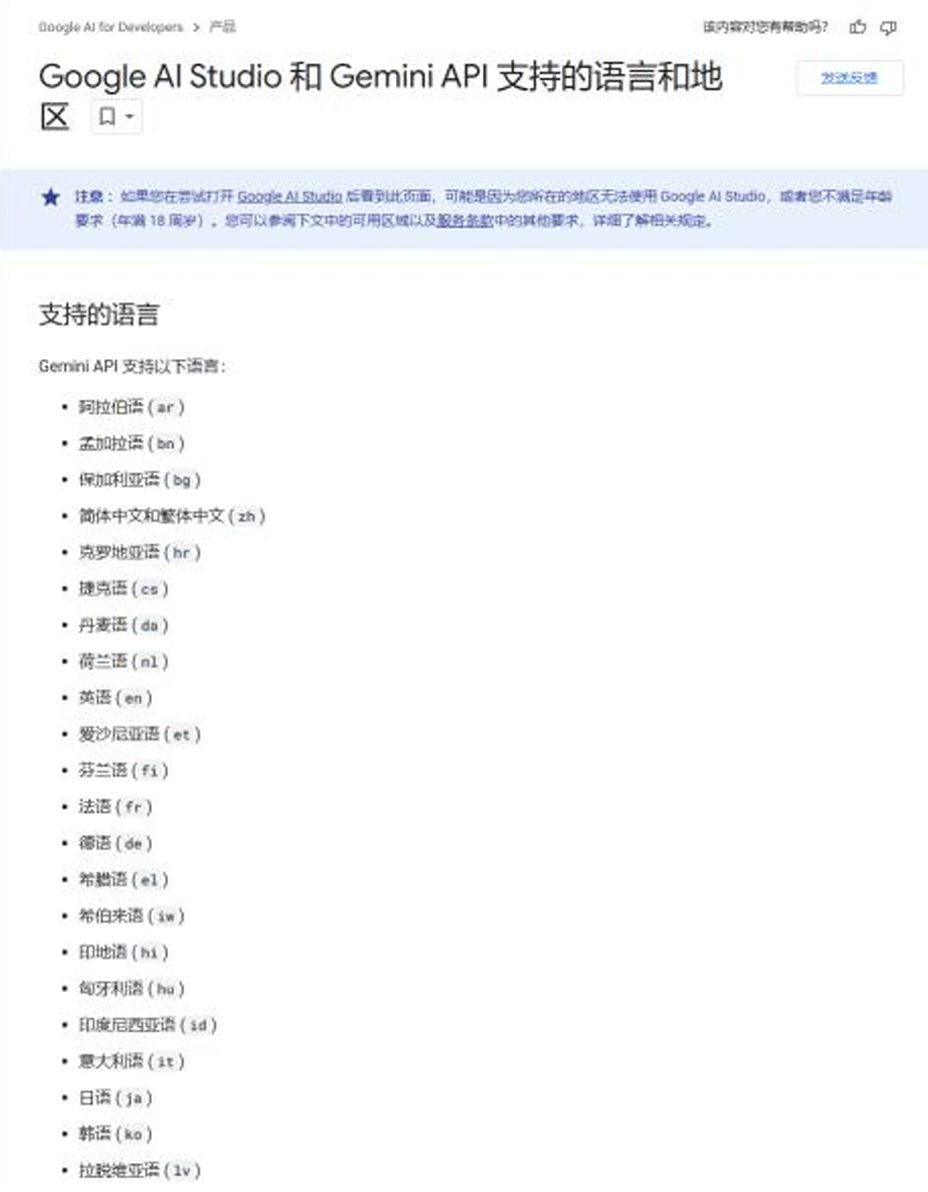 Google AI for Developers > 产品
该内容对您有帮助吗？
Google AI Studio 和 Gemini API 支持的语言和地
区
发送反馈
注意：如果您在尝试打开 Google AI Studio 后看到此页面，可能是因为您所在的地区无法使用 Google AI Studio，或者您不满足年龄
要求（年满 18 周岁）。您可以参阅下文中的可用区域以及服务条款中的其他要求，详细了解相关规定。
支持的语言
Gemini API 支持以下语言：
• 阿拉伯语 (ar)
• 孟加拉语 (bn)
• 保加利亚语 (bg)
• 简体中文和繁体中文 (zh)
• 克罗地亚语 (hr)
• 捷克语 (cs)
• 丹麦语 (da)
• 荷兰语 (nl)
• 英语 (en)
• 爱沙尼亚语 (et)
• 芬兰语 (fi)
• 法语 (fr)
• 德语 (de)
• 希腊语 (el)
• 希伯来语 (iw)
• 印地语 (hi)
• 匈牙利语 (hu)
• 印度尼西亚语 (id)
• 意大利语 (it)
• 日语 (ja)
• 韩语 (ko)
• 拉脱维亚语 (lv)